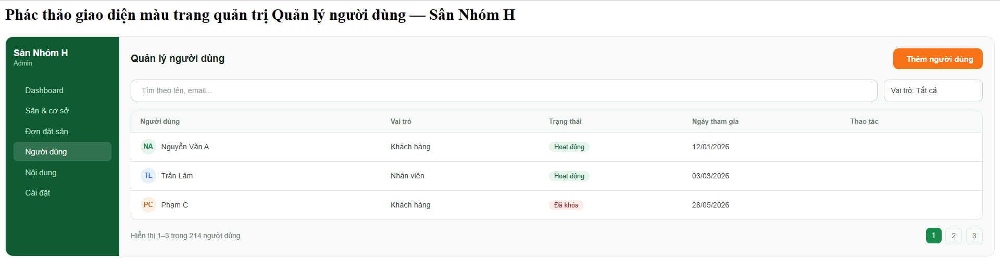 Phác thảo giao diện màu trang quản trị Quản lý người dùng — Sân Nhóm H
Sân Nhóm H
Admin
Dashboard
Sân & cơ sở
Đơn đặt sân
Người dùng
Nội dung
Cài đặt
Quản lý người dùng
Thêm người dùng
Tìm theo tên, email...
Vai trò: Tất cả
Người dùng Vai trò Trạng thái Ngày tham gia Thao tác
NA Nguyễn Văn A Khách hàng Hoạt động 12/01/2026
TL Trần Lâm Nhân viên Hoạt động 03/03/2026
PC Phạm C Khách hàng Đã khóa 28/05/2026
Hiển thị 1–3 trong 214 người dùng
1 2 3